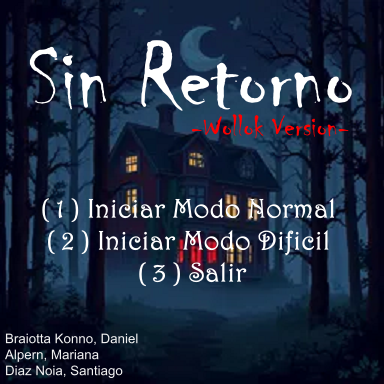 Sin Retorno
-Wollok Version-
(1) Iniciar Modo Normal
(2) Iniciar Modo Dificil
(3) Salir
Braiotta Konno, Daniel
Alpern, Mariana
Diaz Noia, Santiago